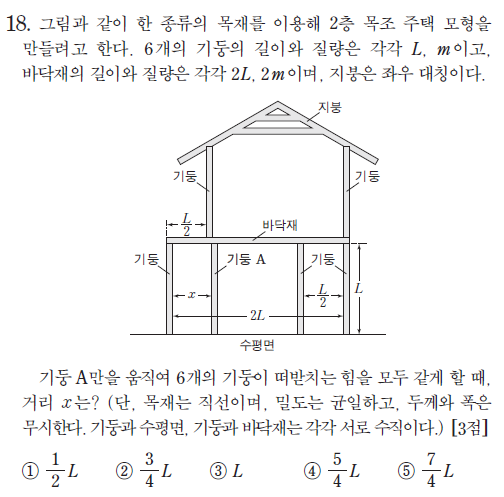 18. 그림과 같이 한 종류의 목재를 이용해 2층 목조 주택 모형을
만들려고 한다. 6개의 기둥의 길이와 질량은 각각 L, m이고,
바닥재의 길이와 질량은 각각 2L, 2m이며, 지붕은 좌우 대칭이다.
지붕
기둥
기둥
L/2
바닥재
기둥
기둥 A
기둥
x
L/2
L
2L
수평면
기둥 A만을 움직여 6개의 기둥이 떠받치는 힘을 모두 같게 할 때,
거리 x는? (단, 목재는 직선이며, 밀도는 균일하고, 두께와 폭은
무시한다. 기둥과 수평면, 기둥과 바닥재는 각각 서로 수직이다.) [3점]
① 1/2 L ② 3/4 L ③ L ④ 5/4 L ⑤ 7/4 L